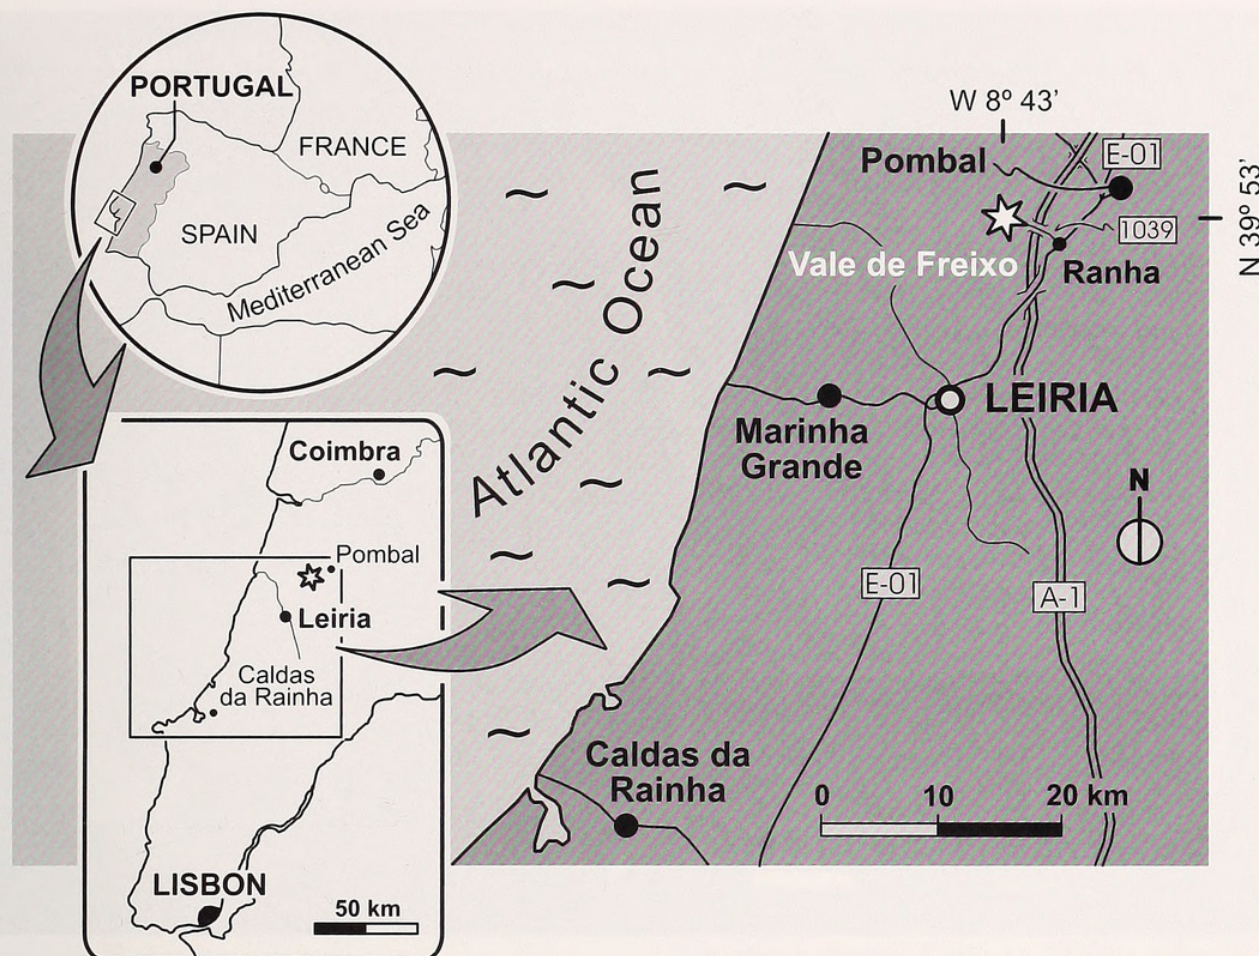 PORTUGAL
FRANCE
SPAIN
Mediterranean Sea
Coimbra
Pombal
Leiria
Caldas
da Rainha
LISBON
50 km
Atlantic Ocean
W 8º 43'
N 39º 53'
Pombal
E-01
1039
Vale de Freixo
Ranha
LEIRIA
Marinha
Grande
N
E-01
A-1
Caldas da
Rainha
0 10 20 km